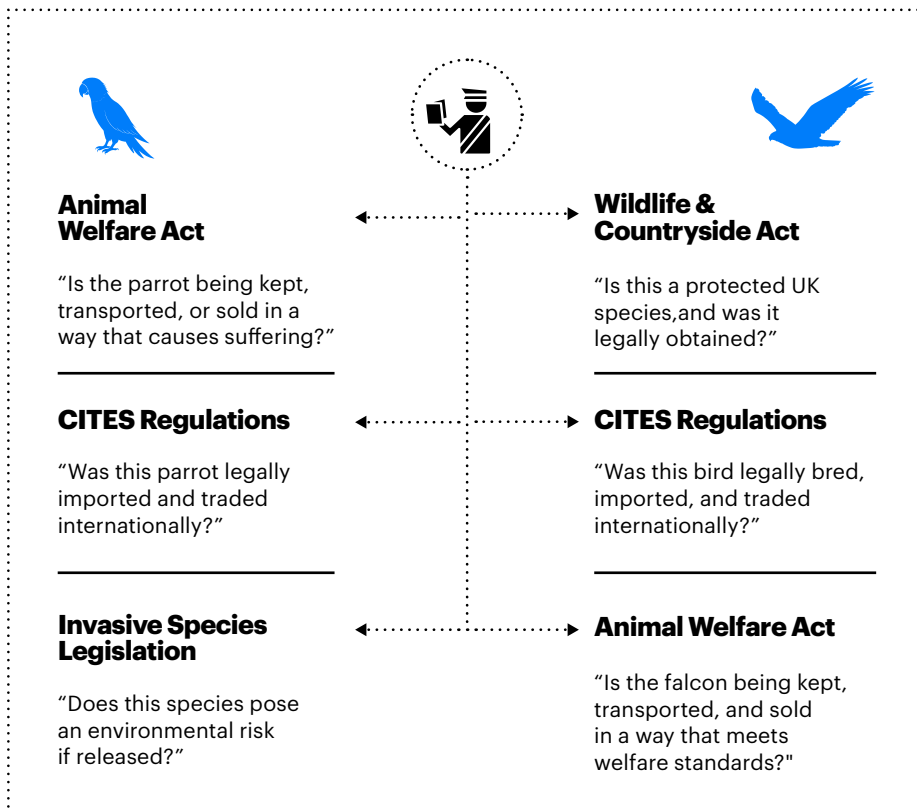 Animal
Welfare Act
“Is the parrot being kept,
transported, or sold in a
way that causes suffering?”
CITES Regulations
“Was this parrot legally
imported and traded
internationally?”
Invasive Species
Legislation
“Does this species pose
an environmental risk
if released?”
Wildlife &
Countryside Act
“Is this a protected UK
species,and was it
legally obtained?”
CITES Regulations
“Was this bird legally bred,
imported, and traded
internationally?”
Animal Welfare Act
“Is the falcon being kept,
transported, and sold
in a way that meets
welfare standards?"